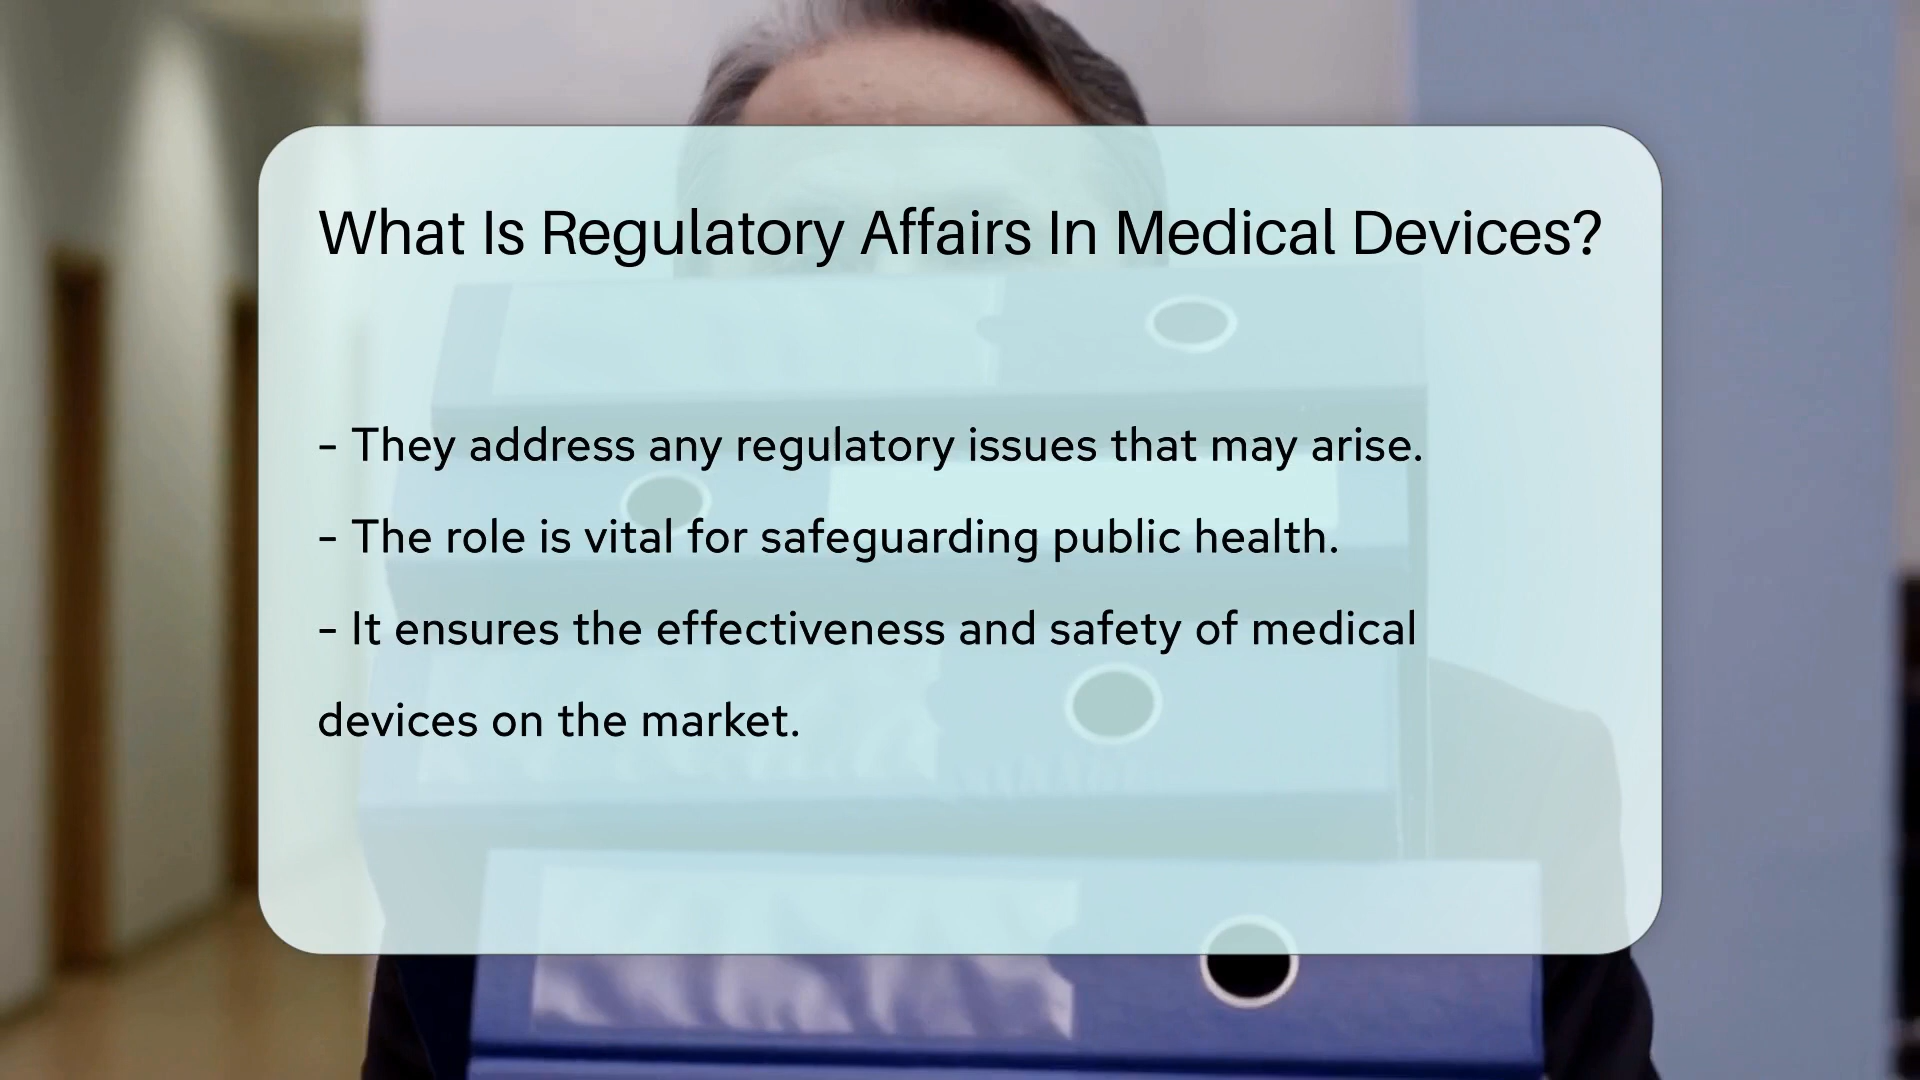 What Is Regulatory Affairs In Medical Devices?
- They address any regulatory issues that may arise.
- The role is vital for safeguarding public health.
- It ensures the effectiveness and safety of medical
devices on the market.